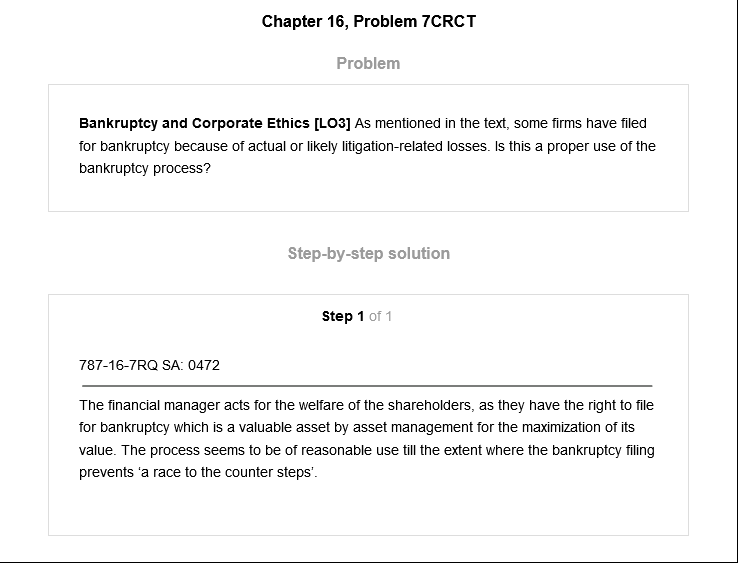 Chapter 16, Problem 7CRCT
Problem
Bankruptcy and Corporate Ethics [LO3] As mentioned in the text, some firms have filed
for bankruptcy because of actual or likely litigation-related losses. Is this a proper use of the
bankruptcy process?
Step-by-step solution
Step 1 of 1
787-16-7RQ SA: 0472
The financial manager acts for the welfare of the shareholders, as they have the right to file
for bankruptcy which is a valuable asset by asset management for the maximization of its
value. The process seems to be of reasonable use till the extent where the bankruptcy filing
prevents ‘a race to the counter steps’.